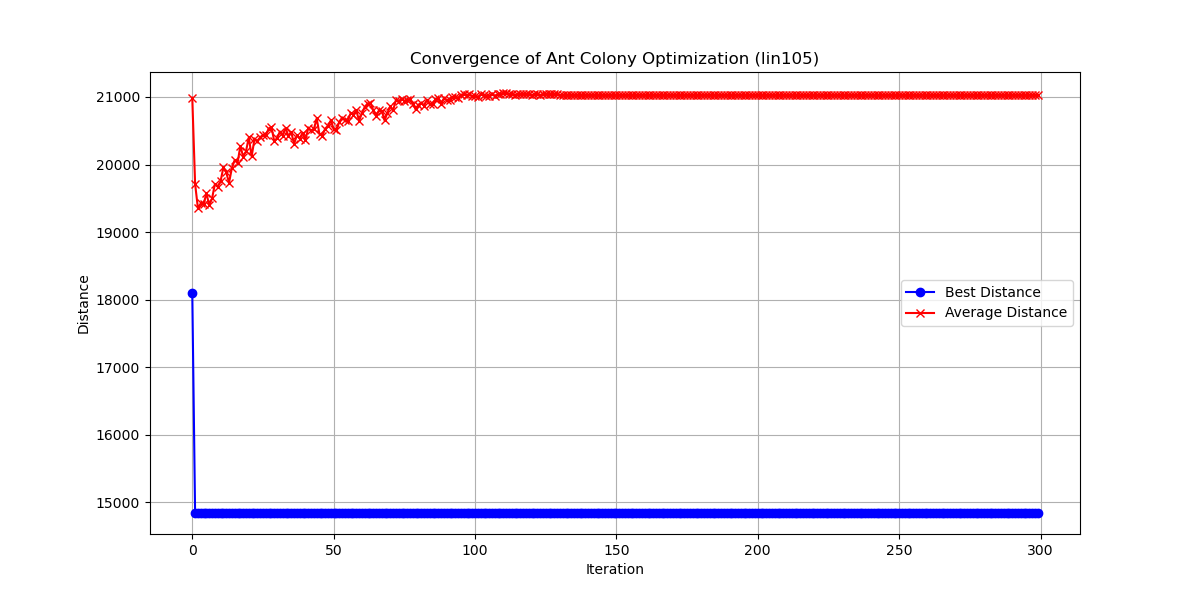 Convergence of Ant Colony Optimization (lin105)
21000
20000
19000
18000
17000
16000
15000
Distance
Best Distance
Average Distance
0 50 100 150 200 250 300
Iteration